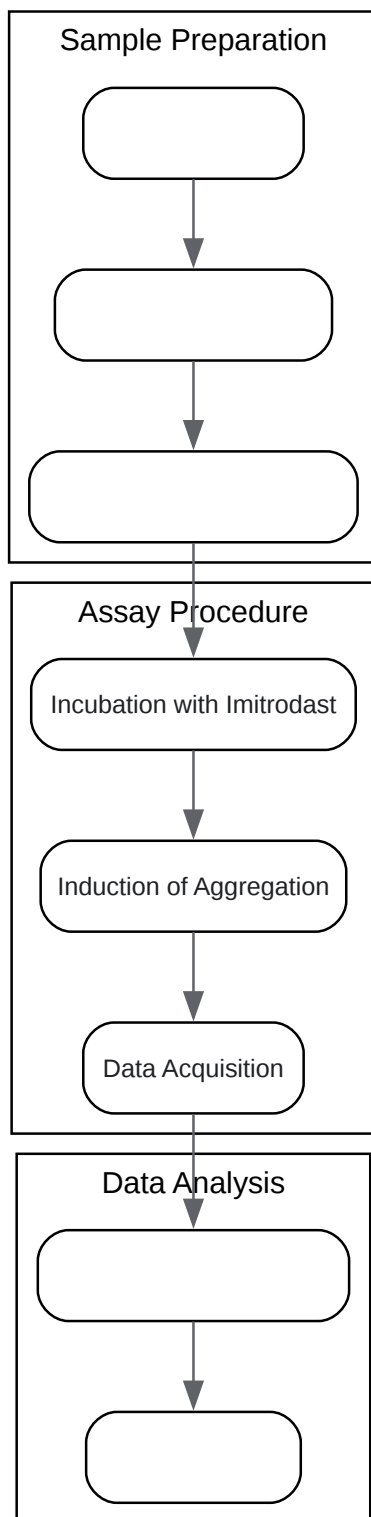 Sample Preparation
Assay Procedure
Incubation with Imitrodast
Induction of Aggregation
Data Acquisition
Data Analysis